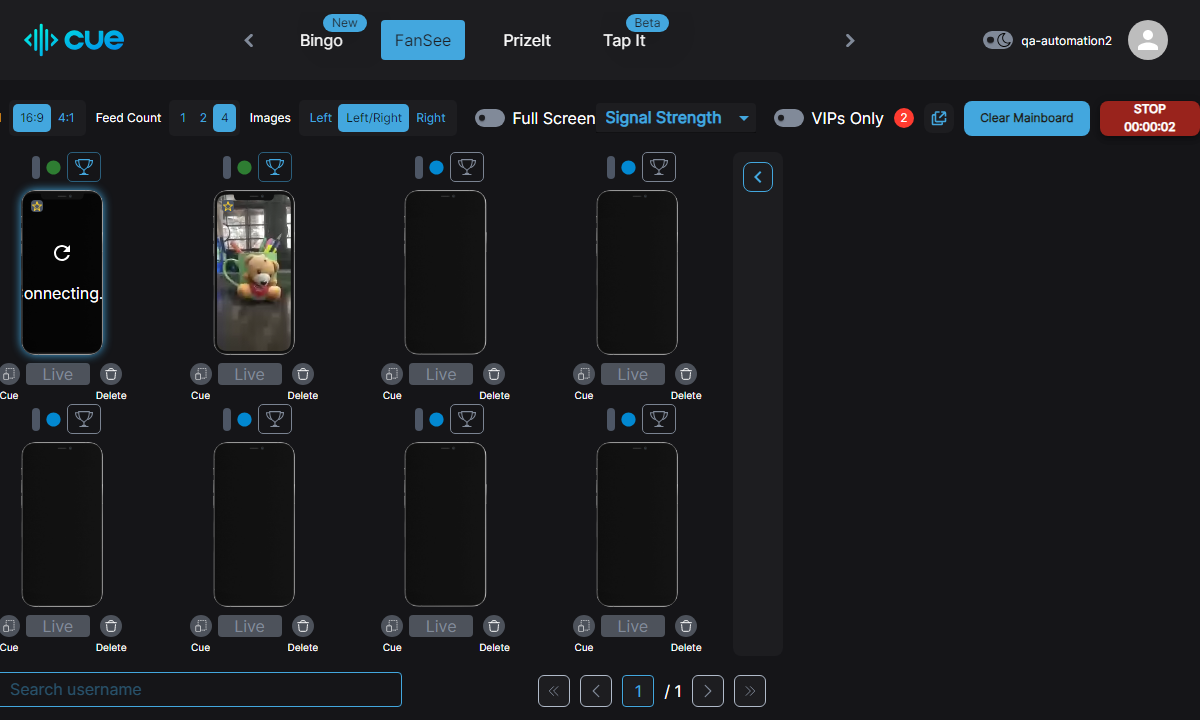 cue
Bingo
New
FanSee
PrizeIt
Tap It
Beta
qa-automation2
16:9
4:1
Feed Count
1
2
4
Images
Left
Left/Right
Right
Full Screen
Signal Strength
VIPs Only
2
Clear Mainboard
STOP
00:00:02
onnecting.
Live
Live
Live
Live
Cue
Delete
Cue
Delete
Cue
Delete
Cue
Delete
Live
Live
Live
Live
Cue
Delete
Cue
Delete
Cue
Delete
Cue
Delete
Search username
1
/ 1